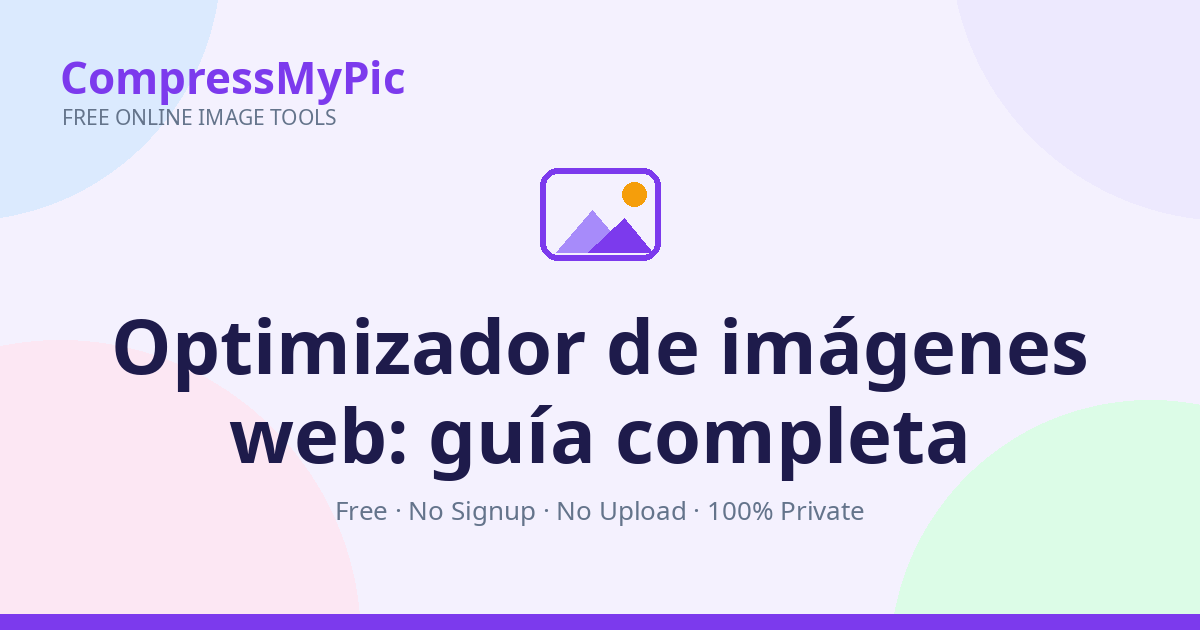 CompressMyPic
FREE ONLINE IMAGE TOOLS
Optimizador de imágenes
web: guía completa
Free · No Signup · No Upload · 100% Private